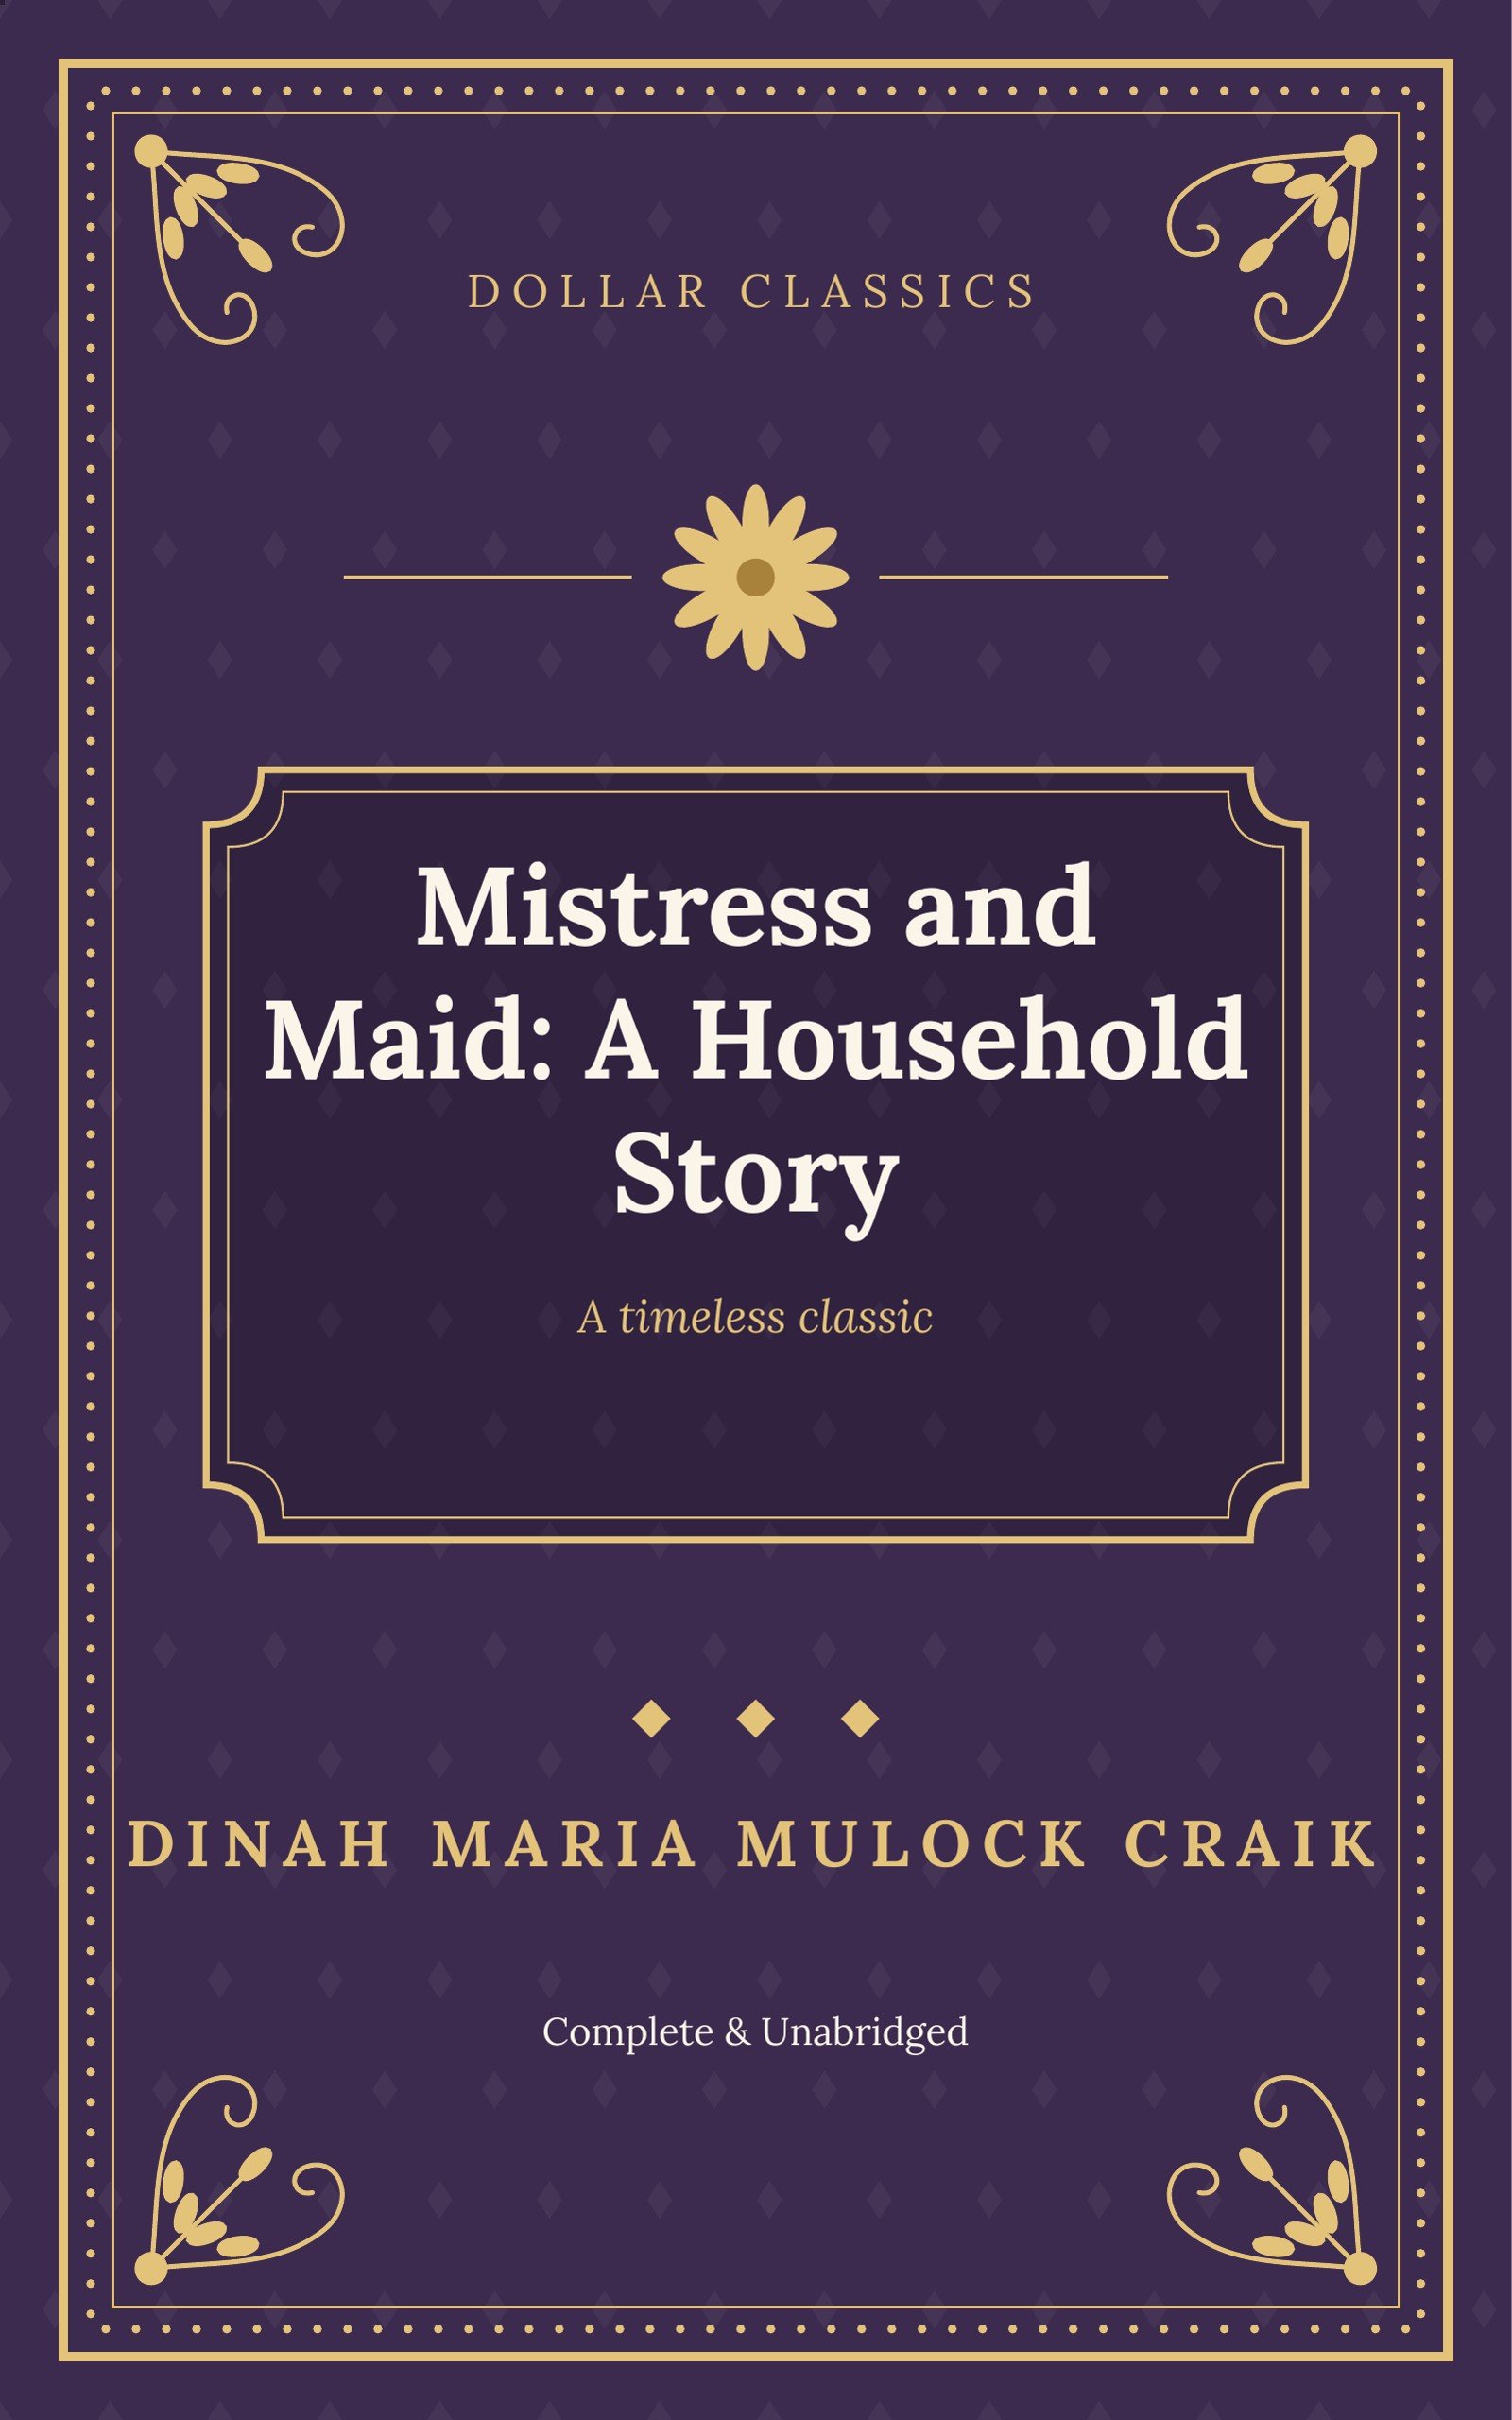 DOLLAR CLASSICS
Mistress and
Maid: A Household
Story
A timeless classic
DINAH MARIA MULOCK CRAIK
Complete & Unabridged